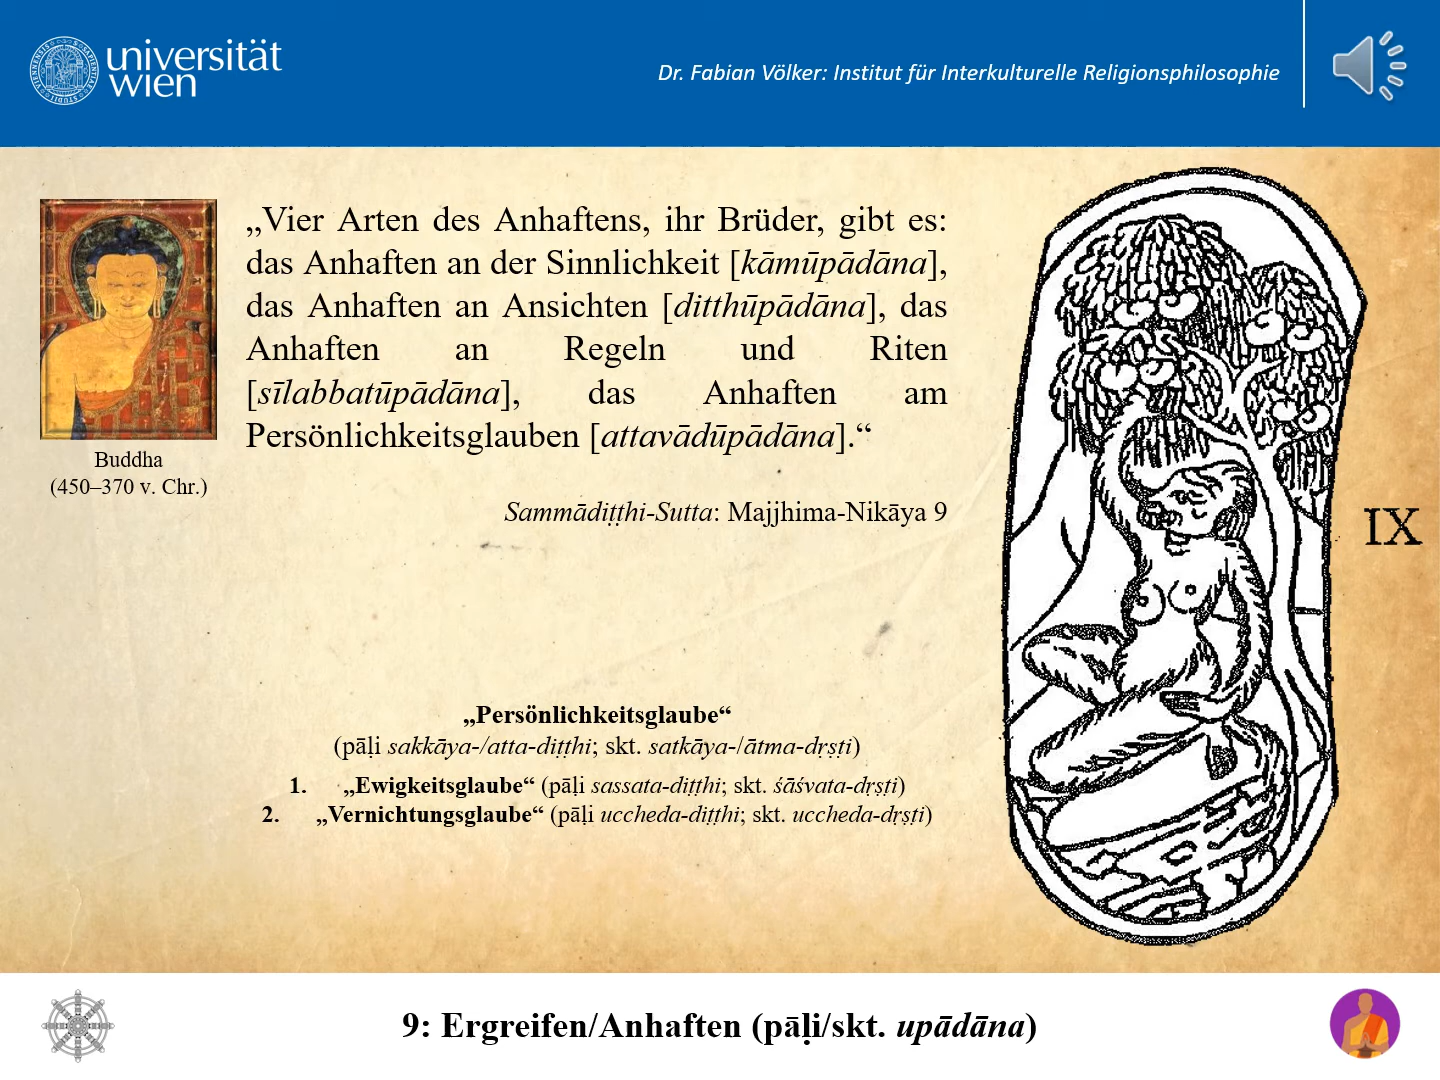 universität
wien
Dr. Fabian Völker: Institut für Interkulturelle Religionsphilosophie
„Vier Arten des Anhaftens, ihr Brüder, gibt es:
das Anhaften an der Sinnlichkeit [kāmūpādāna],
das Anhaften an Ansichten [ditthūpādāna], das
Anhaften an Regeln und Riten
[sīlabbatūpādāna], das Anhaften am
Persönlichkeitsglauben [attavādūpādāna].“
Buddha
(450–370 v. Chr.)
Sammādiṭṭhi-Sutta: Majjhima-Nikāya 9
IX
„Persönlichkeitsglaube“
(pāḷi sakkāya-/atta-diṭṭhi; skt. satkāya-/ātma-dṛṣṭi)
1. „Ewigkeitsglaube“ (pāḷi sassata-diṭṭhi; skt. śāśvata-dṛṣṭi)
2. „Vernichtungsglaube“ (pāḷi uccheda-diṭṭhi; skt. uccheda-dṛṣṭi)
9: Ergreifen/Anhaften (pāḷi/skt. upādāna)